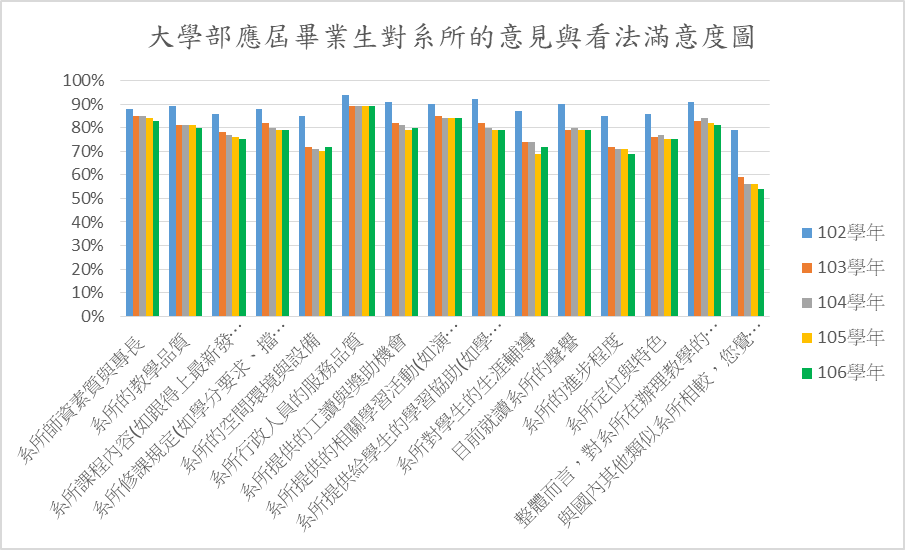 大學部應屆畢業生對系所的意見與看法滿意度圖
100%
90%
80%
70%
60%
50%
40%
30%
20%
10%
0%
系所師資素質與專長
系所的教學品質
系所課程內容(如跟得上最新發…
系所修課規定(如學分要求、擋…
系所的空間環境與設備
系所行政人員的服務品質
系所提供的工讀與獎助機會
系所提供的相關學習活動(如演…
系所提供給學生的學習協助(如學…
系所對學生的生涯輔導
目前就讀系所的聲譽
系所的進步程度
系所定位與特色
整體而言，對系所在辦理教學的…
與國內其他類似系所相較，您覺…
102學年
103學年
104學年
105學年
106學年